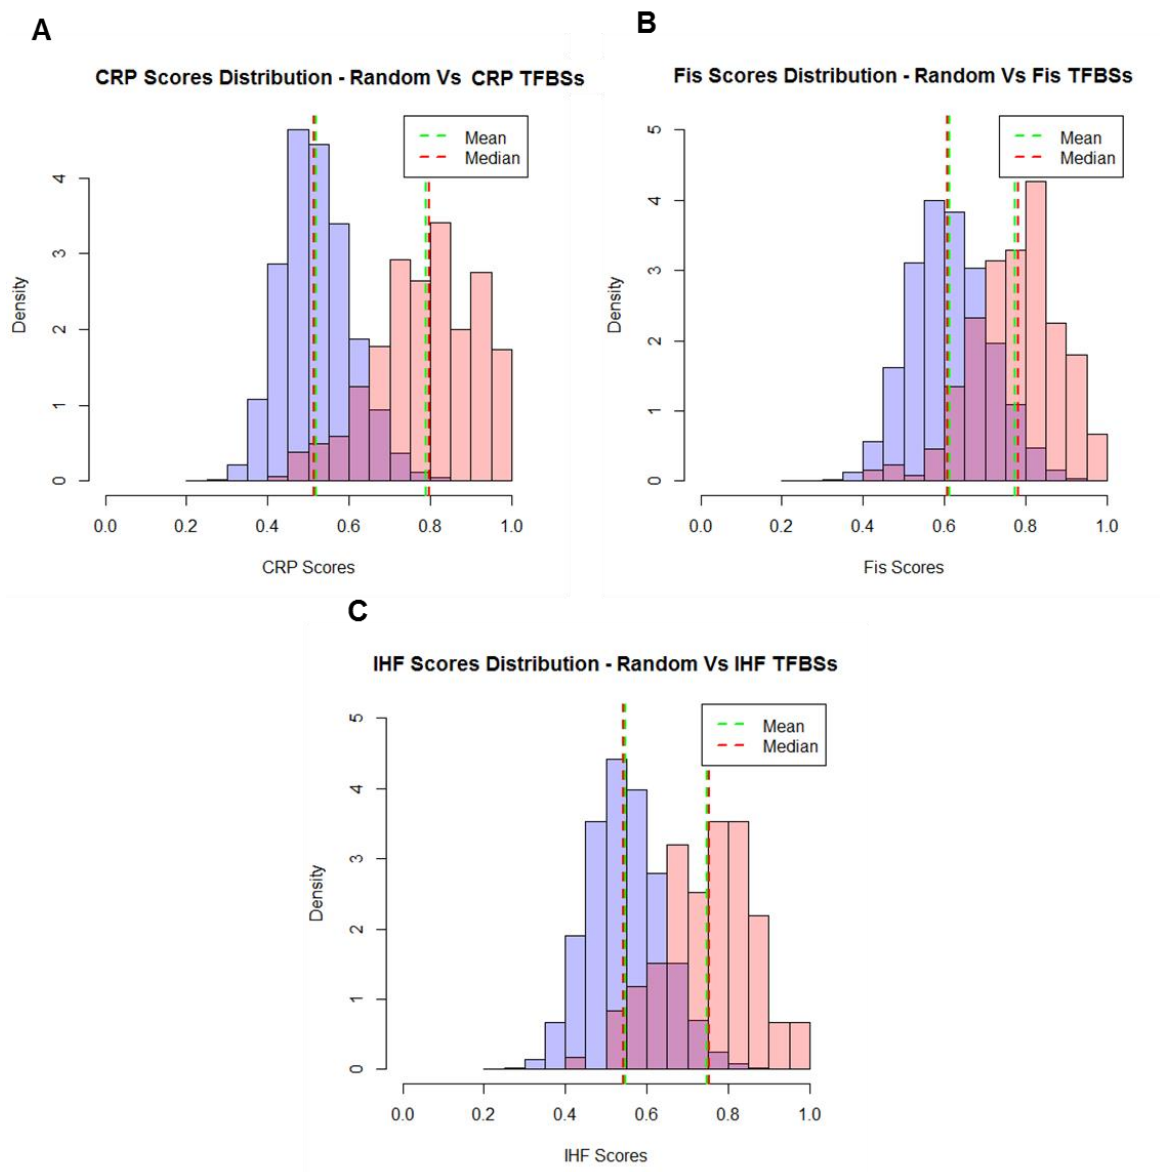 A
CRP Scores Distribution - Random Vs CRP TFBSs
Mean
Median
Density
0
1
2
3
4
0.0 0.2 0.4 0.6 0.8 1.0
CRP Scores
B
Fis Scores Distribution - Random Vs Fis TFBSs
Mean
Median
Density
0
1
2
3
4
5
0.0 0.2 0.4 0.6 0.8 1.0
Fis Scores
C
IHF Scores Distribution - Random Vs IHF TFBSs
Mean
Median
Density
0
1
2
3
4
5
0.0 0.2 0.4 0.6 0.8 1.0
IHF Scores